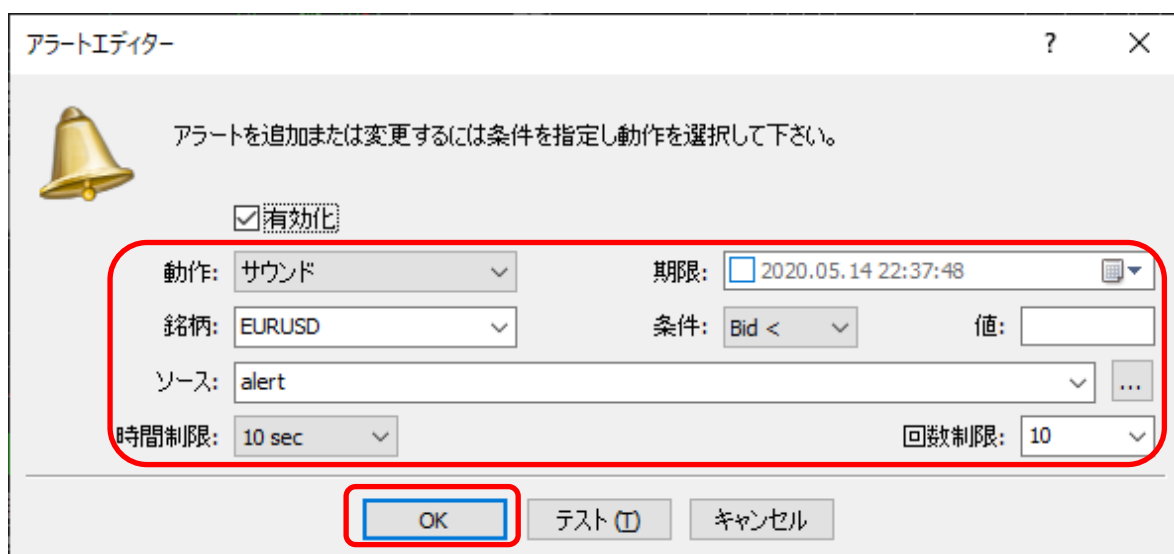 アラートエディター ?
アラートを追加または変更するには条件を指定し動作を選択して下さい。
有効化
動作: サウンド 期限: 2020.05.14 22:37:48
銘柄: EURUSD 条件: Bid < 値:
ソース: alert ...
時間制限: 10 sec 回数制限: 10
OK テスト(T) キャンセル